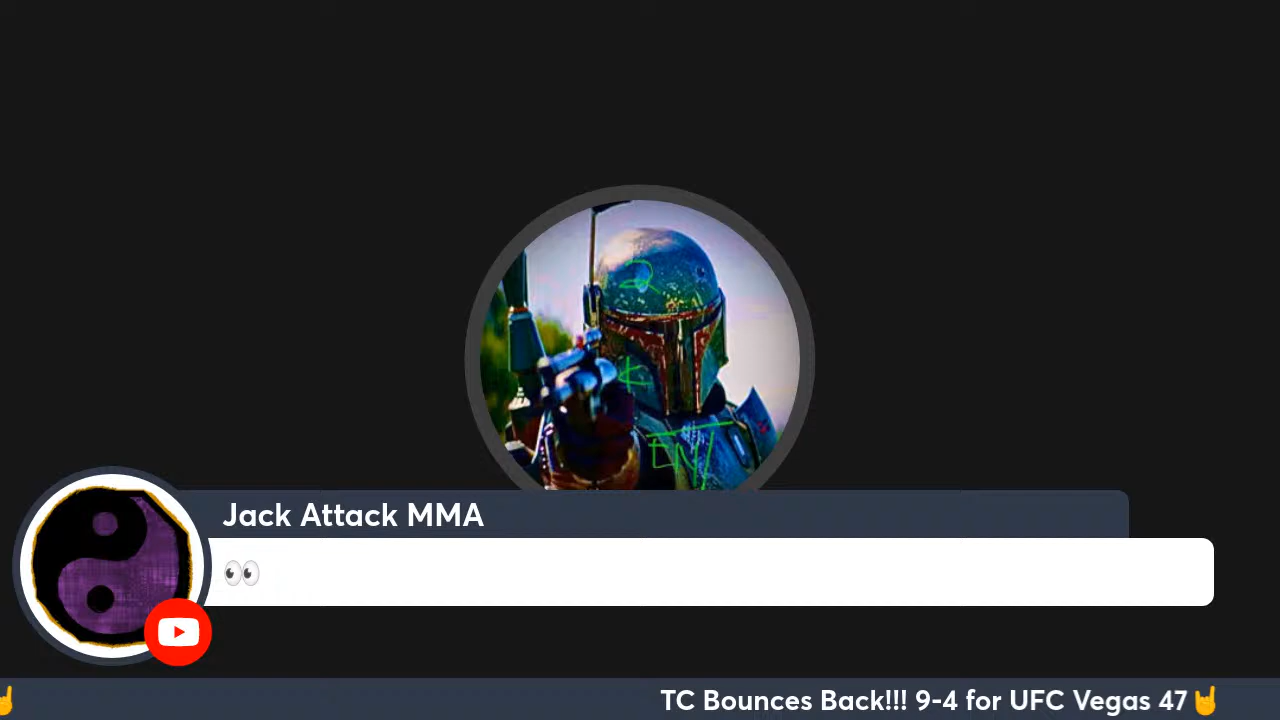 Jack Attack MMA
👀
TC Bounces Back!!! 9-4 for UFC Vegas 47🤘